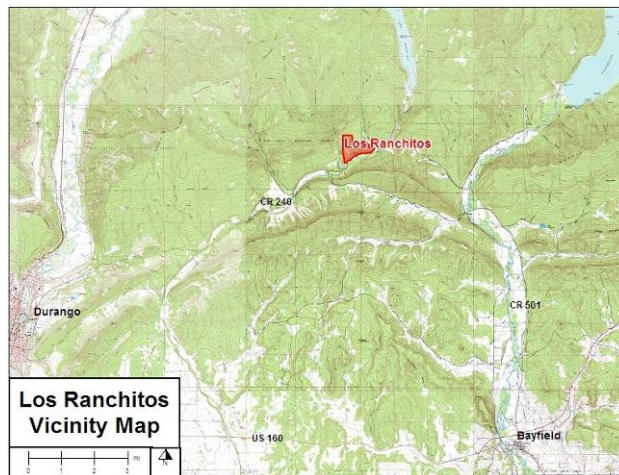 Los Ranchitos
CR 240
CR 501
Durango
Los Ranchitos
Vicinity Map
US 160
Bayfield
0 1 2 3 mi
N